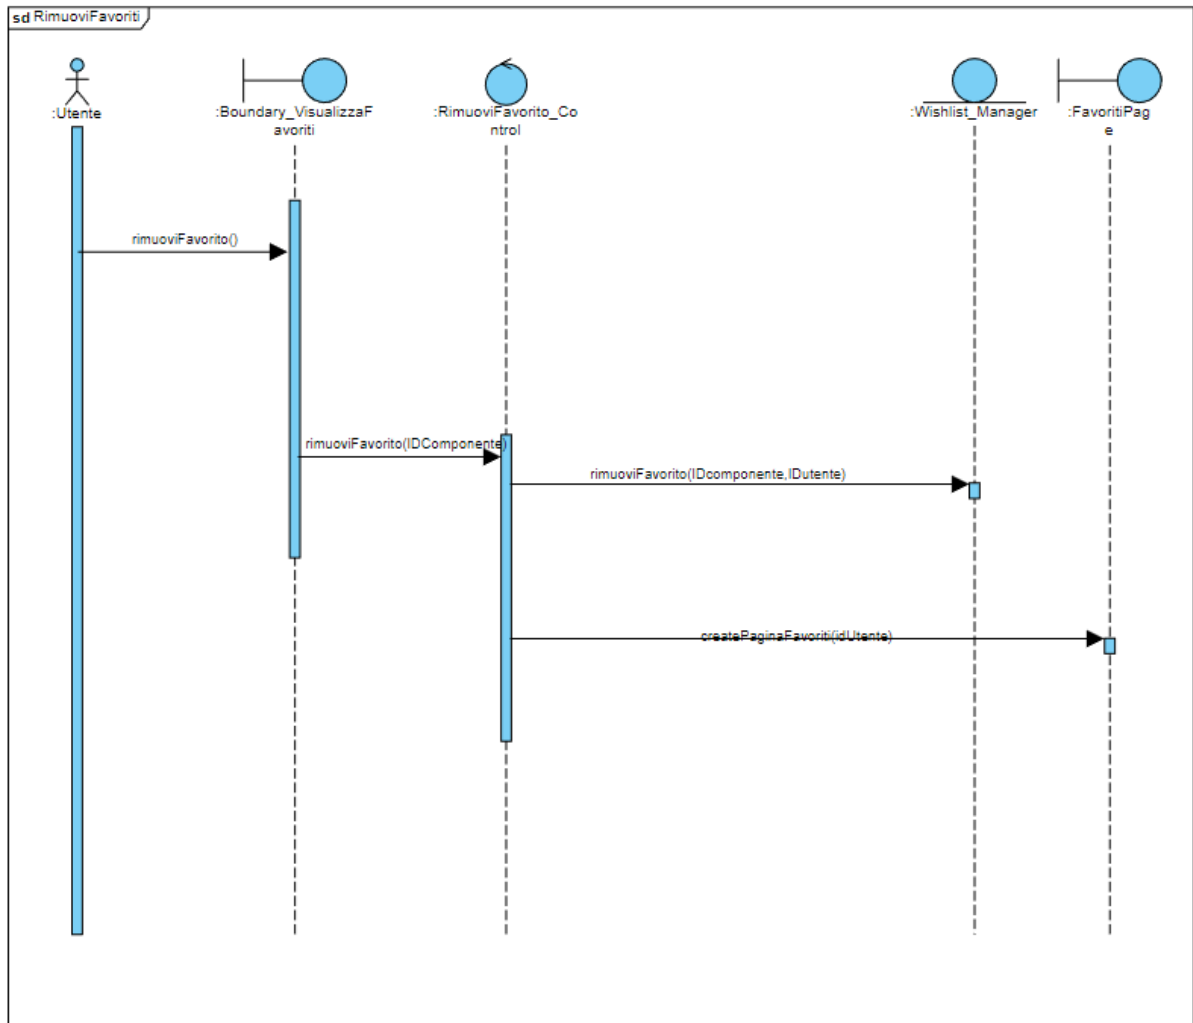 sd RimuoviFavoriti
:Utente
:Boundary_VisualizzaF
avoriti
:RimuoviFavorito_Co
ntrol
:Wishlist_Manager
:FavoritiPag
e
rimuoviFavorito()
rimuoviFavorito(IDComponente)
rimuoviFavorito(IDcomponente,IDutente)
createPaginaFavoriti(idUtente)